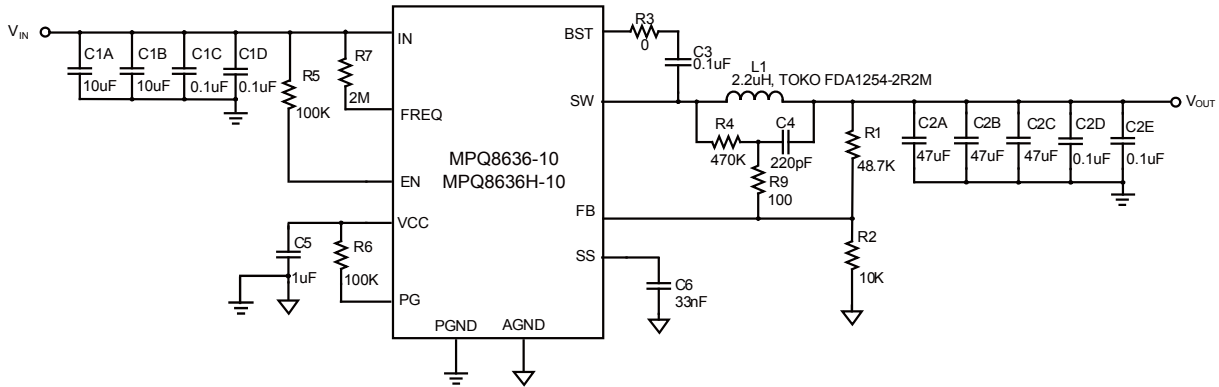 VIN
C1A
10uF
C1B
10uF
C1C
0.1uF
C1D
0.1uF
R5
100K
R7
2M
IN
FREQ
EN
VCC
PG
PGND
AGND
BST
SW
FB
SS
MPQ8636-10
MPQ8636H-10
C5
1uF
R6
100K
R3
0
C3
0.1uF
L1
2.2uH, TOKO FDA1254-2R2M
R4
470K
C4
220pF
R9
100
R1
48.7K
R2
10K
C6
33nF
C2A
47uF
C2B
47uF
C2C
47uF
C2D
0.1uF
C2E
0.1uF
VOUT